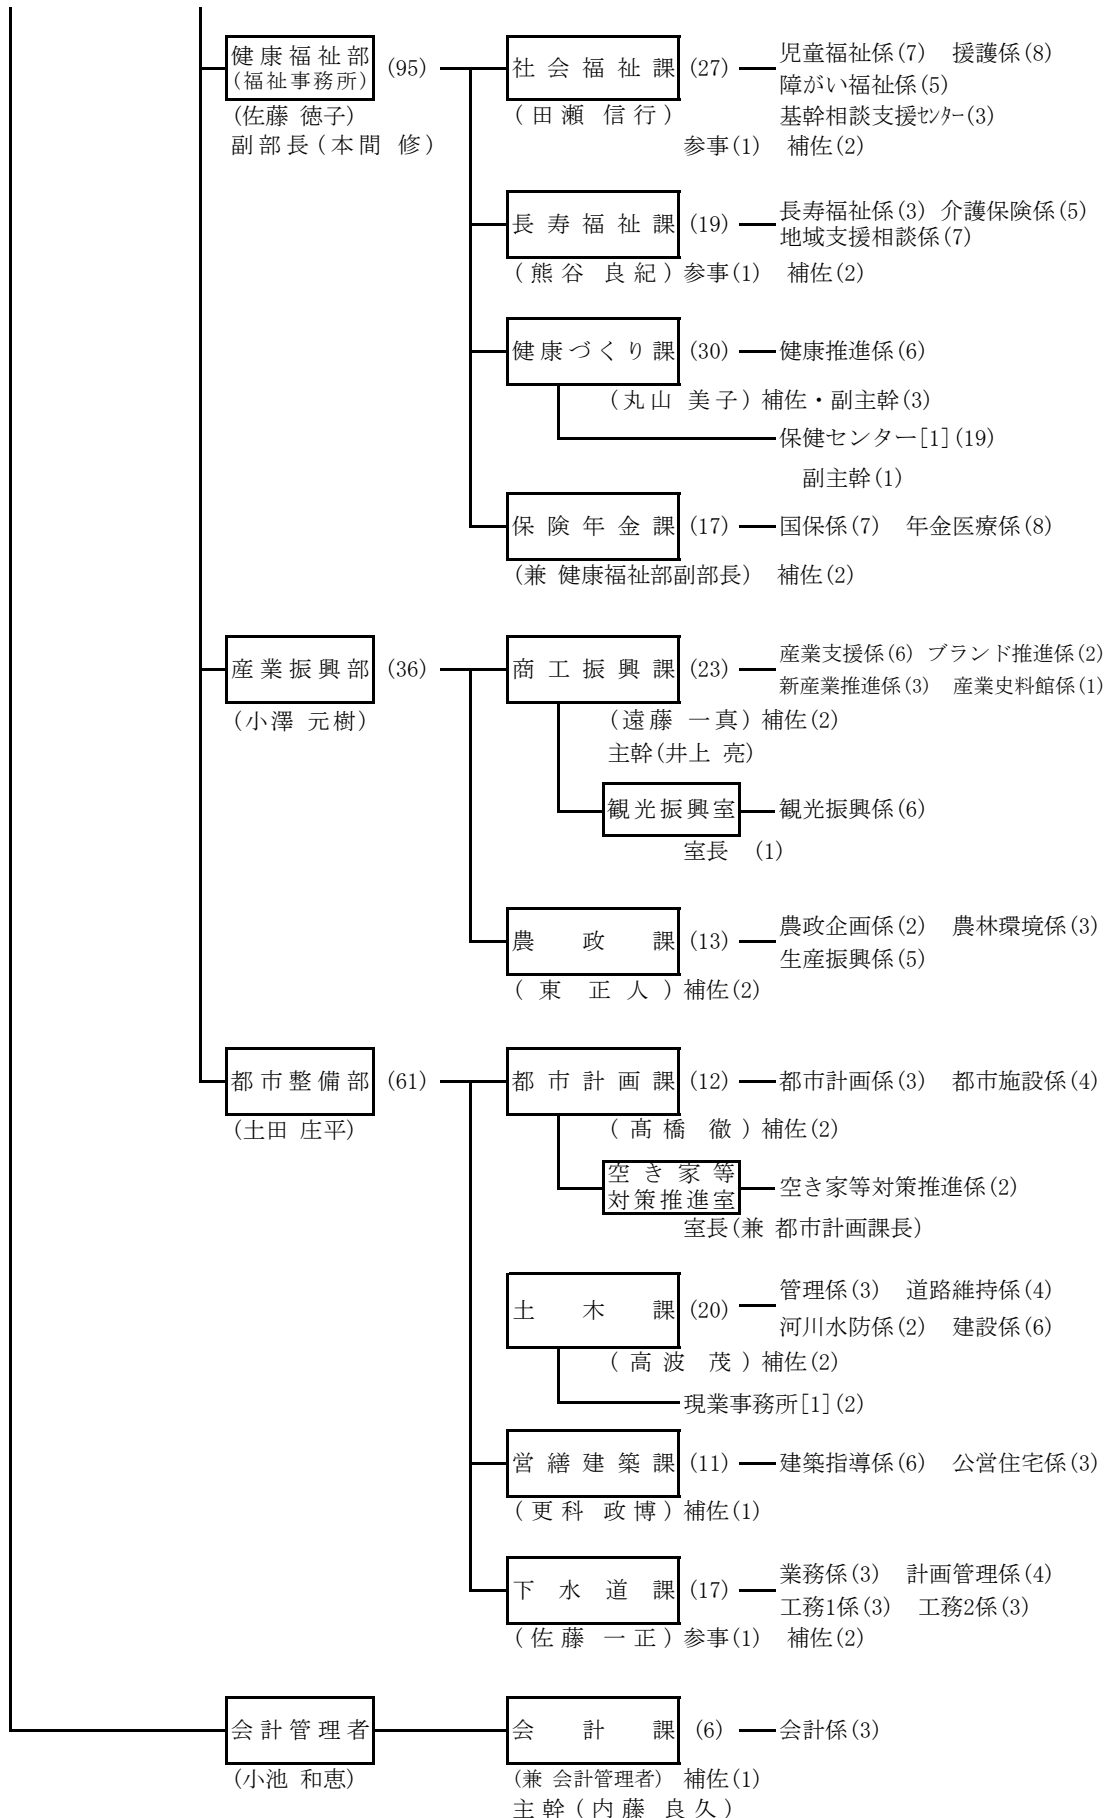 健康福祉部 (95) 社会福祉課 (27) 児童福祉係(7) 援護係(8)
(福祉事務所) 障がい福祉係(5)
(佐藤 徳子) (田瀬 信行) 基幹相談支援センター(3)
副部長(本間 修) 参事(1) 補佐(2)
長寿福祉課 (19) 長寿福祉係(3) 介護保険係(5)
地域支援相談係(7)
(熊谷 良紀) 参事(1) 補佐(2)
健康づくり課 (30) 健康推進係(6)
(丸山 美子) 補佐・副主幹(3)
保健センター[1](19)
副主幹(1)
保険年金課 (17) 国保係(7) 年金医療係(8)
(兼 健康福祉部副部長) 補佐(2)
産業振興部 (36) 商工振興課 (23) 産業支援係(6) ブランド推進係(2)
新産業推進係(3) 産業史料館係(1)
(小澤 元樹) (遠藤 一真) 補佐(2)
主幹(井上 亮)
観光振興室 観光振興係(6)
室長 (1)
農政課 (13) 農政企画係(2) 農林環境係(3)
生産振興係(5)
(東 正人) 補佐(2)
都市整備部 (61) 都市計画課 (12) 都市計画係(3) 都市施設係(4)
(土田 庄平) (髙橋 徹) 補佐(2)
空き家等
対策推進室 空き家等対策推進係(2)
室長(兼 都市計画課長)
土木課 (20) 管理係(3) 道路維持係(4)
河川水防係(2) 建設係(6)
(高波 茂) 補佐(2)
現業事務所[1](2)
営繕建築課 (11) 建築指導係(6) 公営住宅係(3)
(更科 政博) 補佐(1)
下水道課 (17) 業務係(3) 計画管理係(4)
工務1係(3) 工務2係(3)
(佐藤 一正) 参事(1) 補佐(2)
会計管理者 会計課 (6) 会計係(3)
(小池 和恵) (兼 会計管理者) 補佐(1)
主幹(内藤 良久)